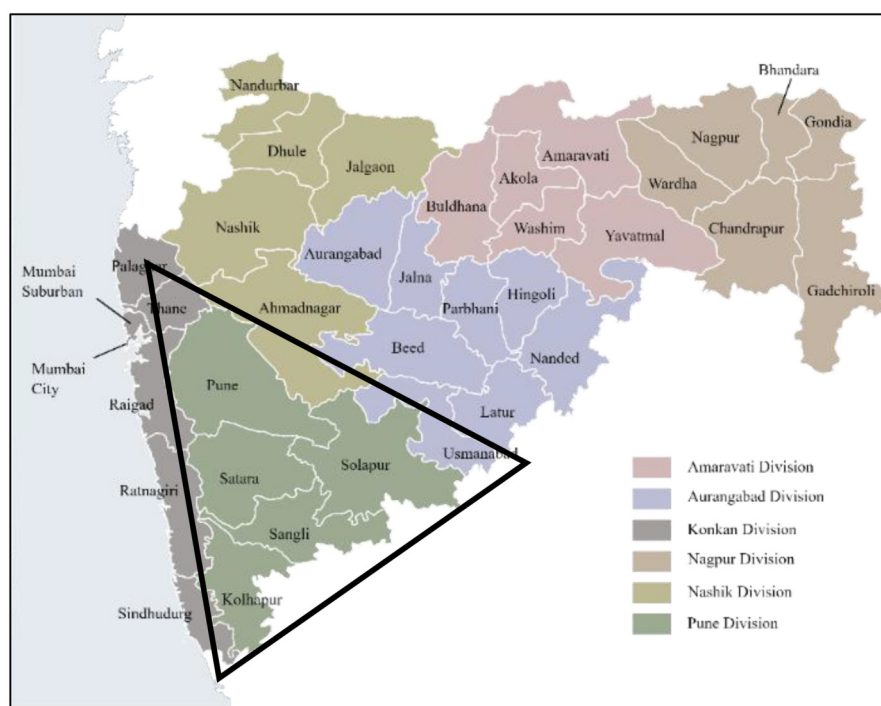 Nandurbar
Bhandara
Nagpur
Gondia
Dhule
Jalgaon
Amaravati
Akola
Wardha
Buldhana
Nashik
Washim
Yavatmal
Chandrapur
Aurangabad
Palaghar
Mumbai
Suburban
Jalna
Hingoli
Parbhani
Gadchiroli
Thane
Ahmadnagar
Beed
Nanded
Mumbai
City
Pune
Raigad
Latur
Usmanabad
Solapur
Satara
Ratnagiri
Sangli
Kolhapur
Sindhudurg
Amaravati Division
Aurangabad Division
Konkan Division
Nagpur Division
Nashik Division
Pune Division